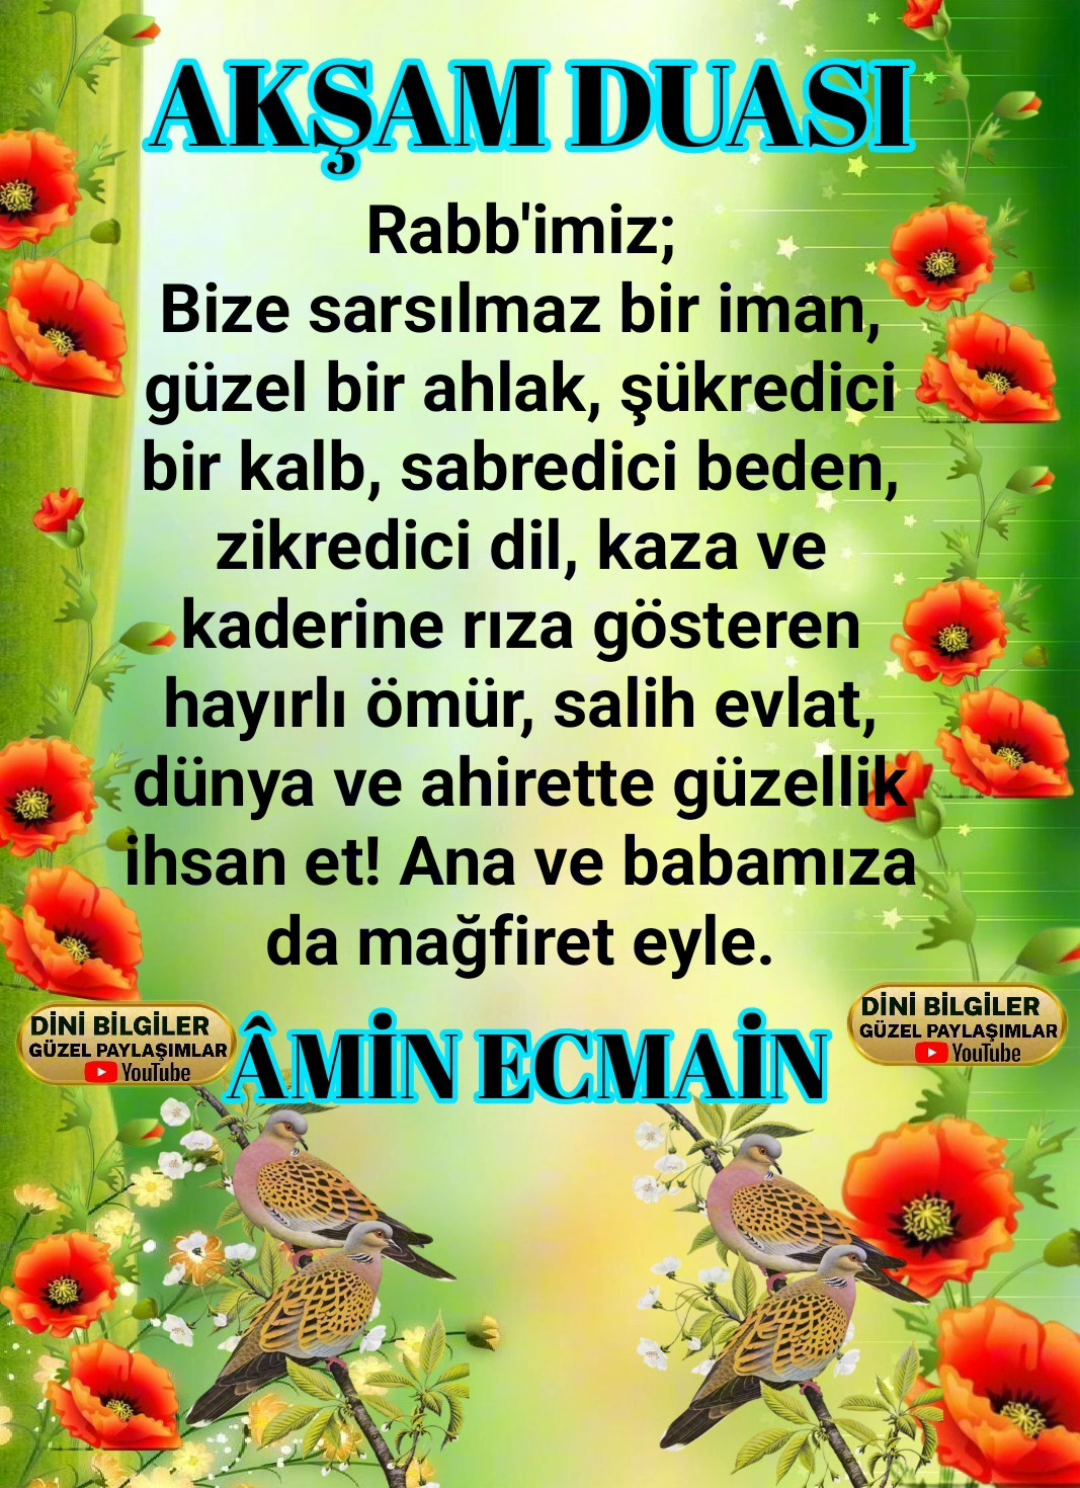 AKŞAM DUASI
Rabb'imiz;
Bize sarsılmaz bir iman,
güzel bir ahlak, şükredici
bir kalb, sabredici beden,
zikredici dil, kaza ve
kaderine rıza gösteren
hayırlı ömür, salih evlat,
dünya ve ahirette güzellik
ihsan et! Ana ve babamıza
da mağfiret eyle.
DİNİ BİLGİLER
GÜZEL PAYLAŞIMLAR
YouTube
DİNİ BİLGİLER
GÜZEL PAYLAŞIMLAR
YouTube
ÂMİN ECMAİN